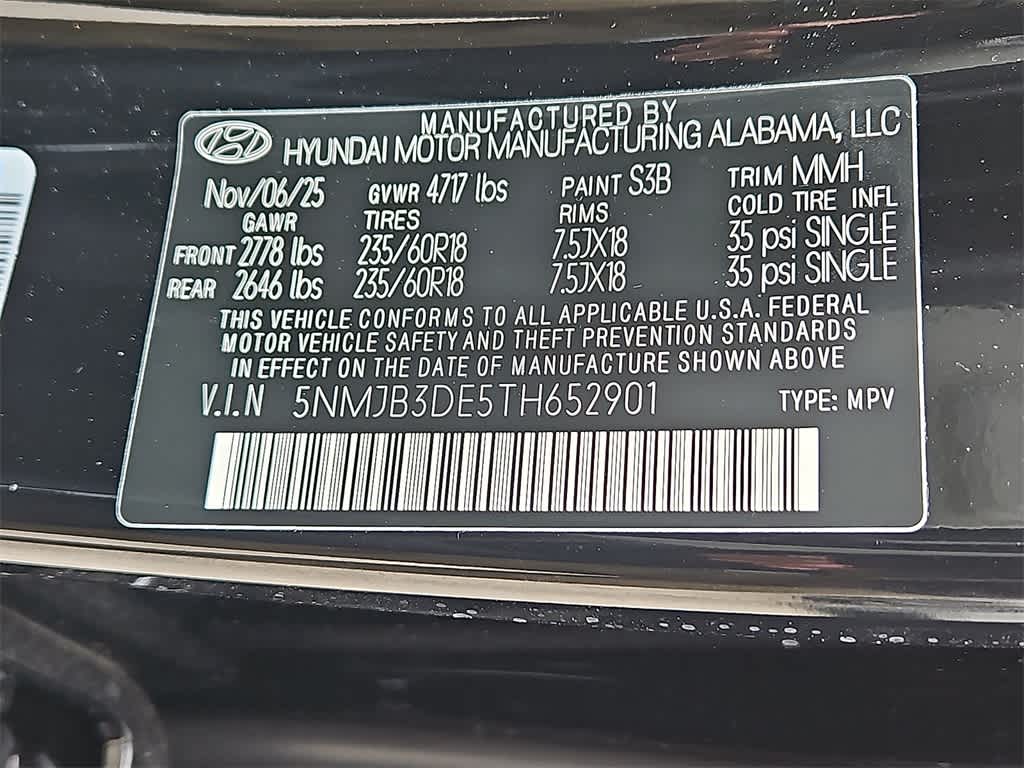 MANUFACTURED BY
HYUNDAI MOTOR MANUFACTURING ALABAMA, LLC
Nov/06/25 GVWR 4717 lbs PAINT S3B TRIM MMH
GAWR TIRES RIMS COLD TIRE INFL
FRONT 2778 lbs 235/60R18 7.5JX18 35 psi SINGLE
REAR 2646 lbs 235/60R18 7.5JX18 35 psi SINGLE
THIS VEHICLE CONFORMS TO ALL APPLICABLE U.S.A. FEDERAL
MOTOR VEHICLE SAFETY AND THEFT PREVENTION STANDARDS
IN EFFECT ON THE DATE OF MANUFACTURE SHOWN ABOVE
V.I.N 5NMJB3DE5TH652901 TYPE: MPV